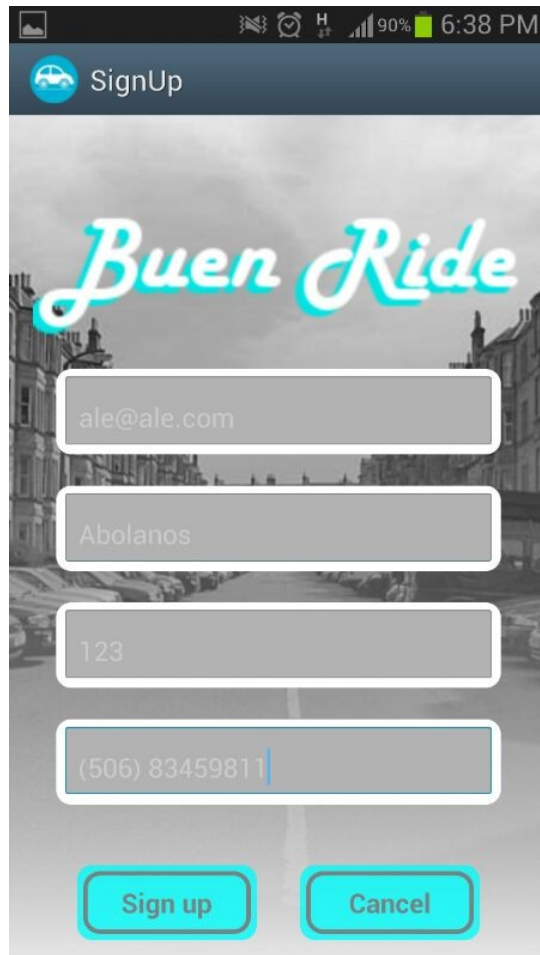 H 90% 6:38 PM
SignUp
Buen Ride
ale@ale.com
Abolanos
123
(506) 83459811
Sign up Cancel